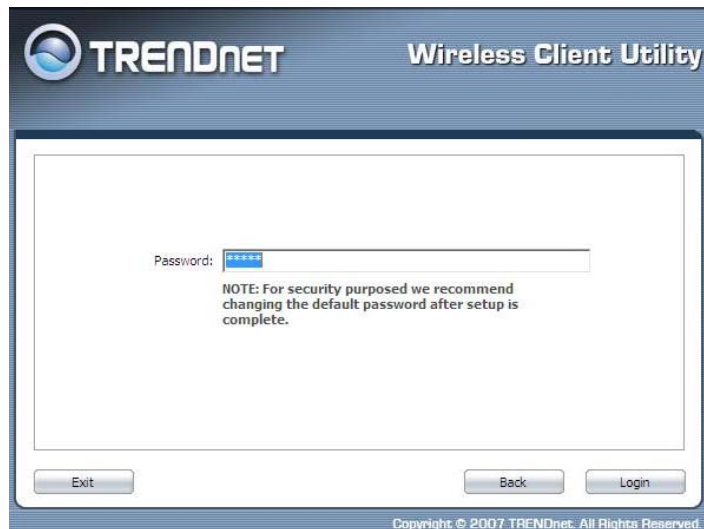 TRENDNET
Wireless Client Utility
Password: *****
NOTE: For security purposed we recommend
changing the default password after setup is
complete.
Exit
Back
Login
Copyright © 2007 TRENDnet. All Rights Reserved.